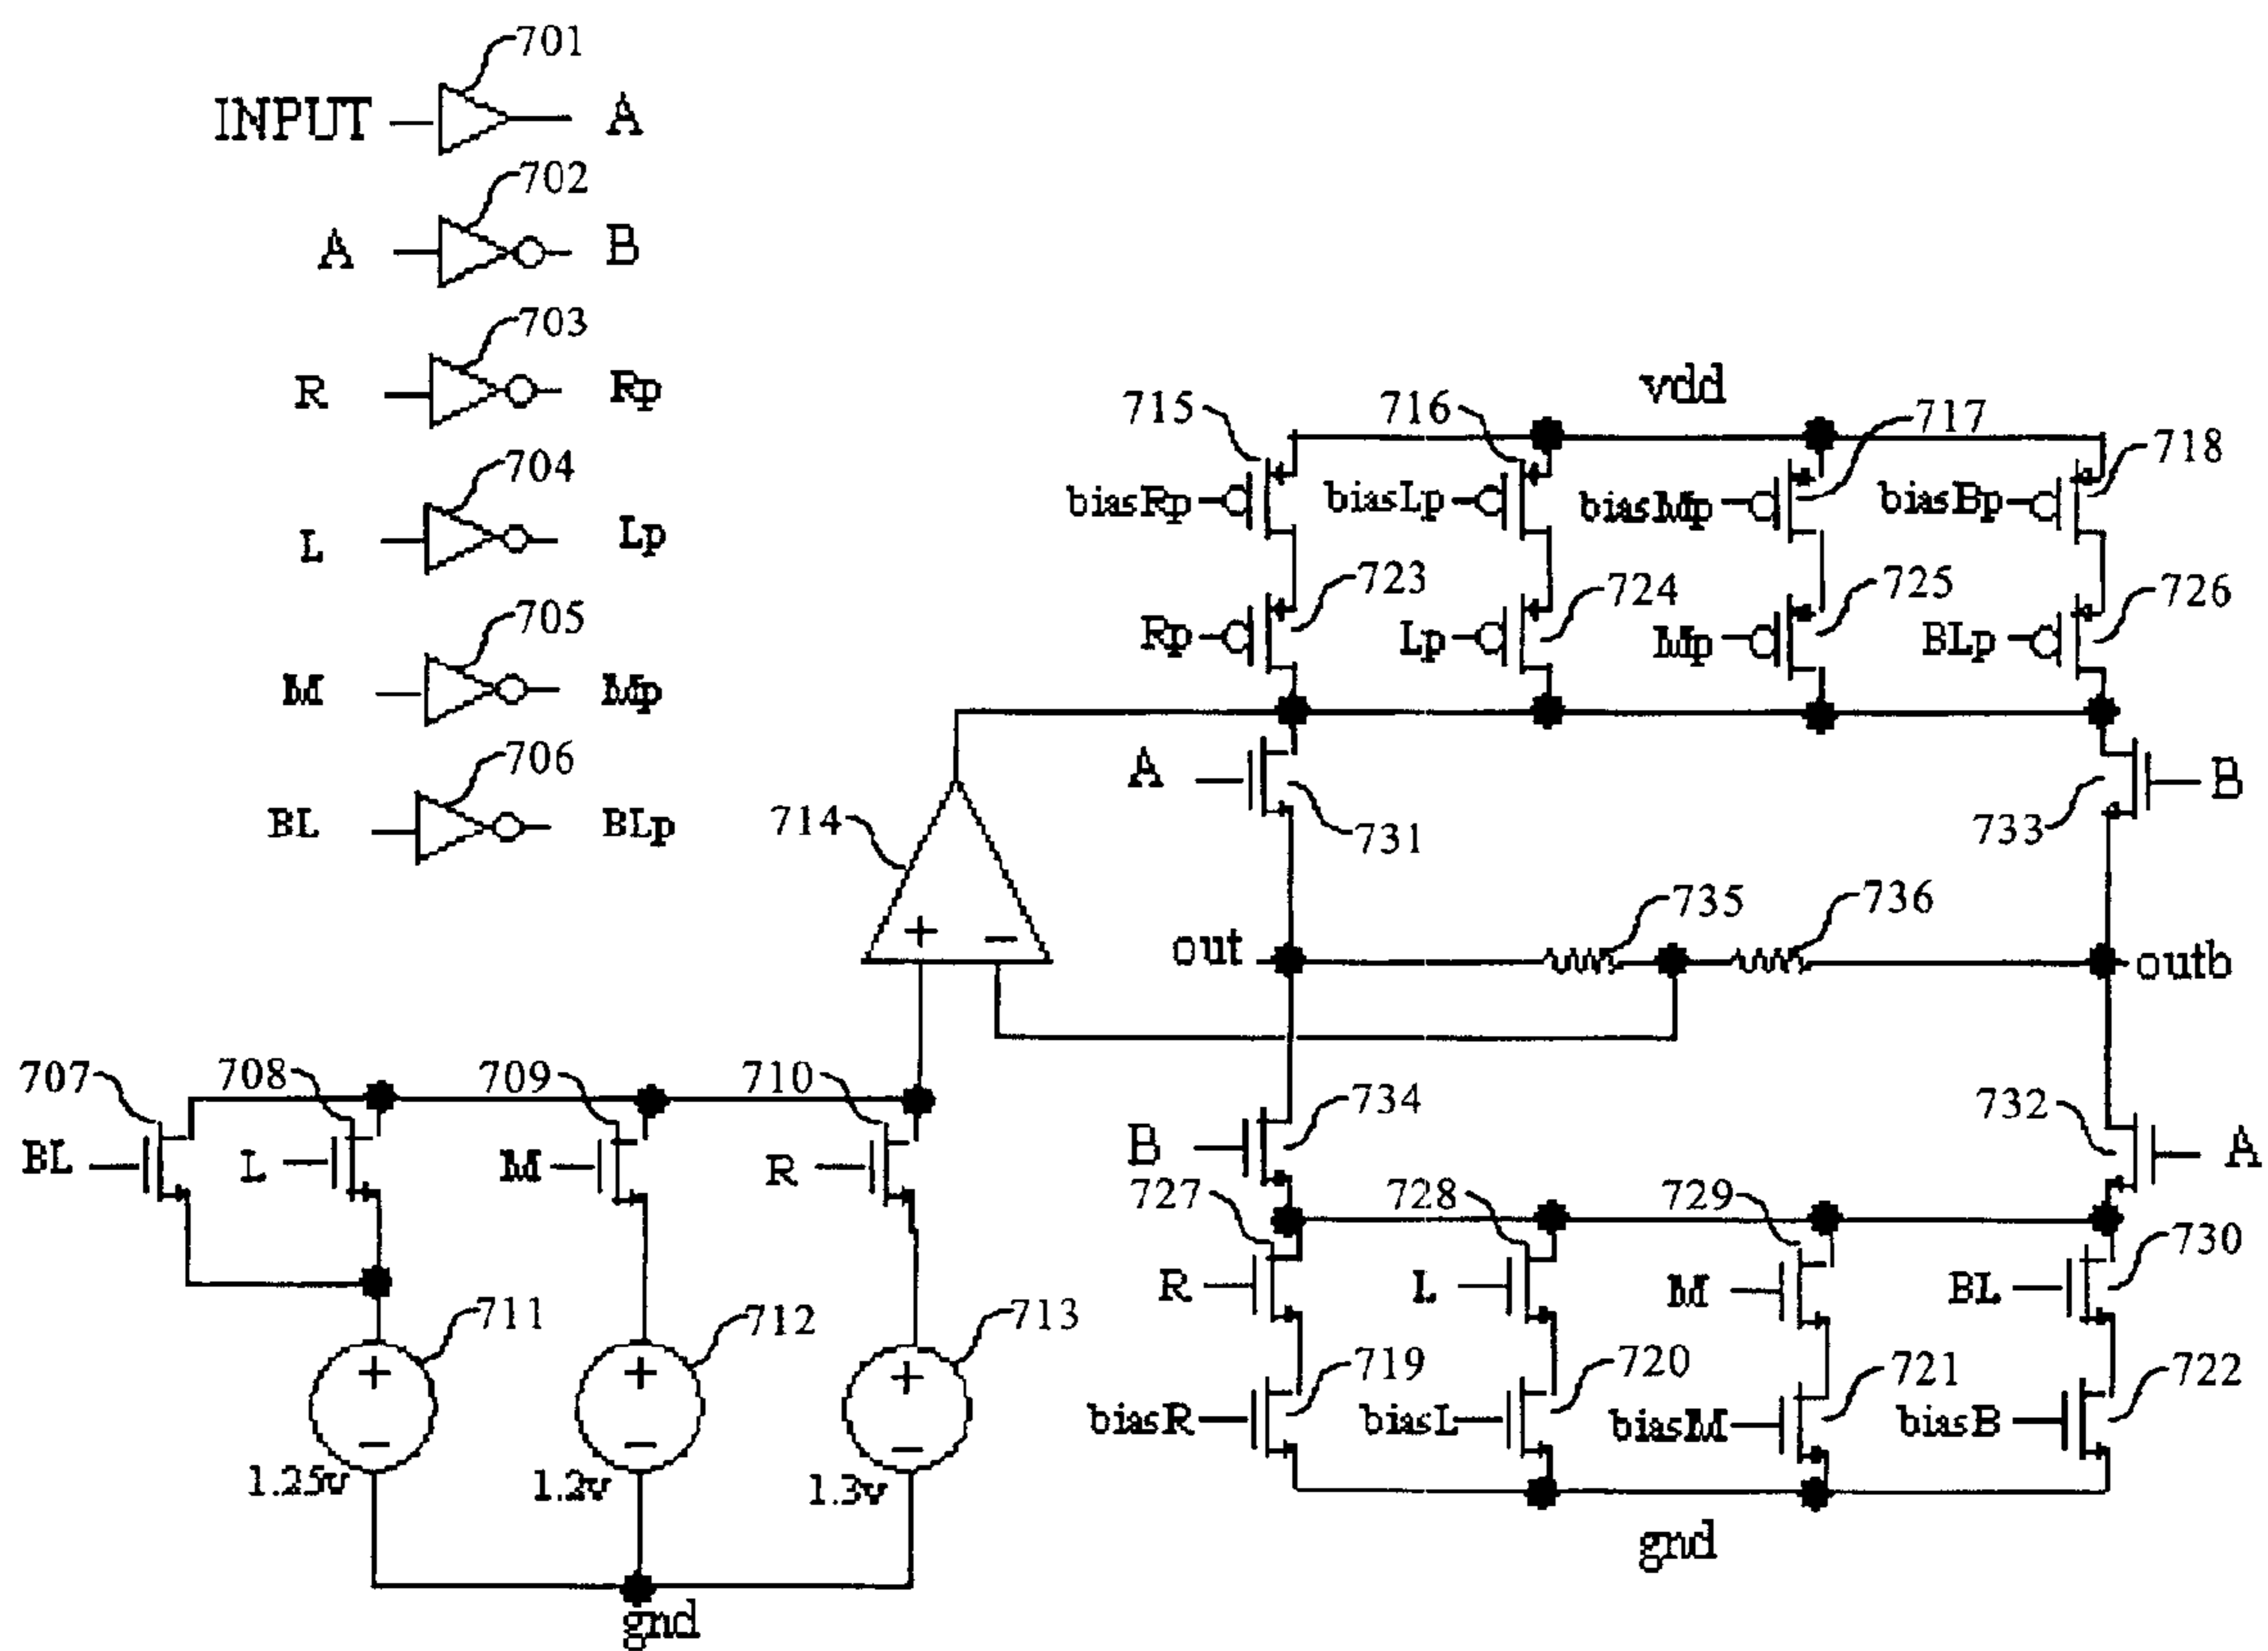 701
INPUT A
702
A B
703
R Rp
704
L Lp
705
M Mp
706
BL BLp
vdd
715 716 717 718
biasRp biasLp biasMp biasBp
723 724 725 726
Rp Lp Mp BLp
A B
731 733
714
+ −
735 736
out outb
707 708 709 710
BL L M R
734 732
B A
727 728 729 730
R L M BL
711 712 713
+ + +
− − −
1.25v 1.2v 1.3v
gnd
719 720 721 722
biasR biasL biasM biasB
gnd